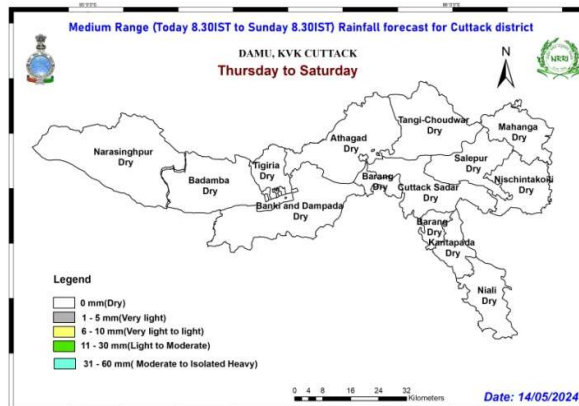 Medium Range (Today 8.30IST to Sunday 8.30IST) Rainfall forecast for Cuttack district
DAMU, KVK CUTTACK
Thursday to Saturday
N
NRRI
Narasinghpur
Dry
Badamba
Dry
Tigiria
Dry
Banki and Dampada
Dry
Athagad
Dry
Tangi-Choudwar
Dry
Mahanga
Dry
Salepur
Dry
Nischintakoili
Dry
Barang
Dry
Cuttack Sadar
Dry
Barang
Dry
Kantapada
Dry
Niali
Dry
Legend
0 mm(Dry)
1 - 5 mm(Very light)
6 - 10 mm(Very light to light)
11 - 30 mm(Light to Moderate)
31 - 60 mm( Moderate to Isolated Heavy)
0 4 8 16 24 32
Kilometers
Date: 14/05/2024